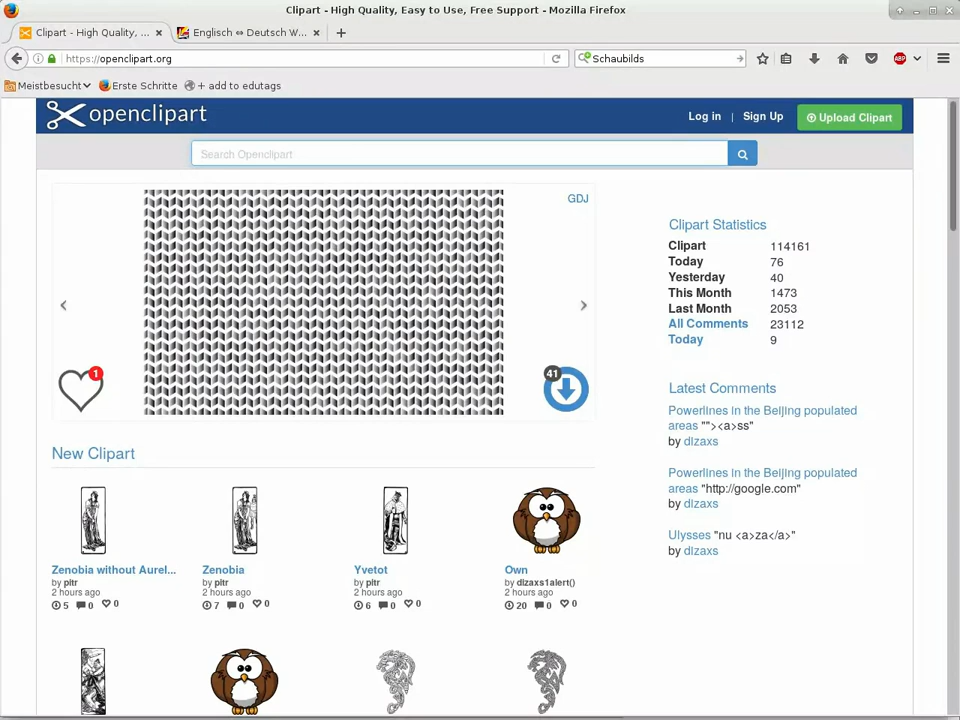 Clipart - High Quality, Easy to Use, Free Support - Mozilla Firefox
Clipart - High Quality, ...
Englisch ⇔ Deutsch W...
https://openclipart.org
Schaubilds
ABP
Meistbesucht
Erste Schritte
+ add to edutags
openclipart
Log in | Sign Up
Upload Clipart
Search Openclipart
GDJ
1
41
Clipart Statistics
Clipart 114161
Today 76
Yesterday 40
This Month 1473
Last Month 2053
All Comments 23112
Today 9
Latest Comments
Powerlines in the Beijing populated
areas ""><a>ss"
by dizaxs
Powerlines in the Beijing populated
areas "http://google.com"
by dizaxs
Ulysses "nu <a>za</a>"
by dizaxs
New Clipart
Zenobia without Aurel...
by pitr
2 hours ago
5 0 0
Zenobia
by pitr
2 hours ago
7 0 0
Yvetot
by pitr
2 hours ago
6 0 0
Own
by dizaxs1alert()
2 hours ago
20 0 0